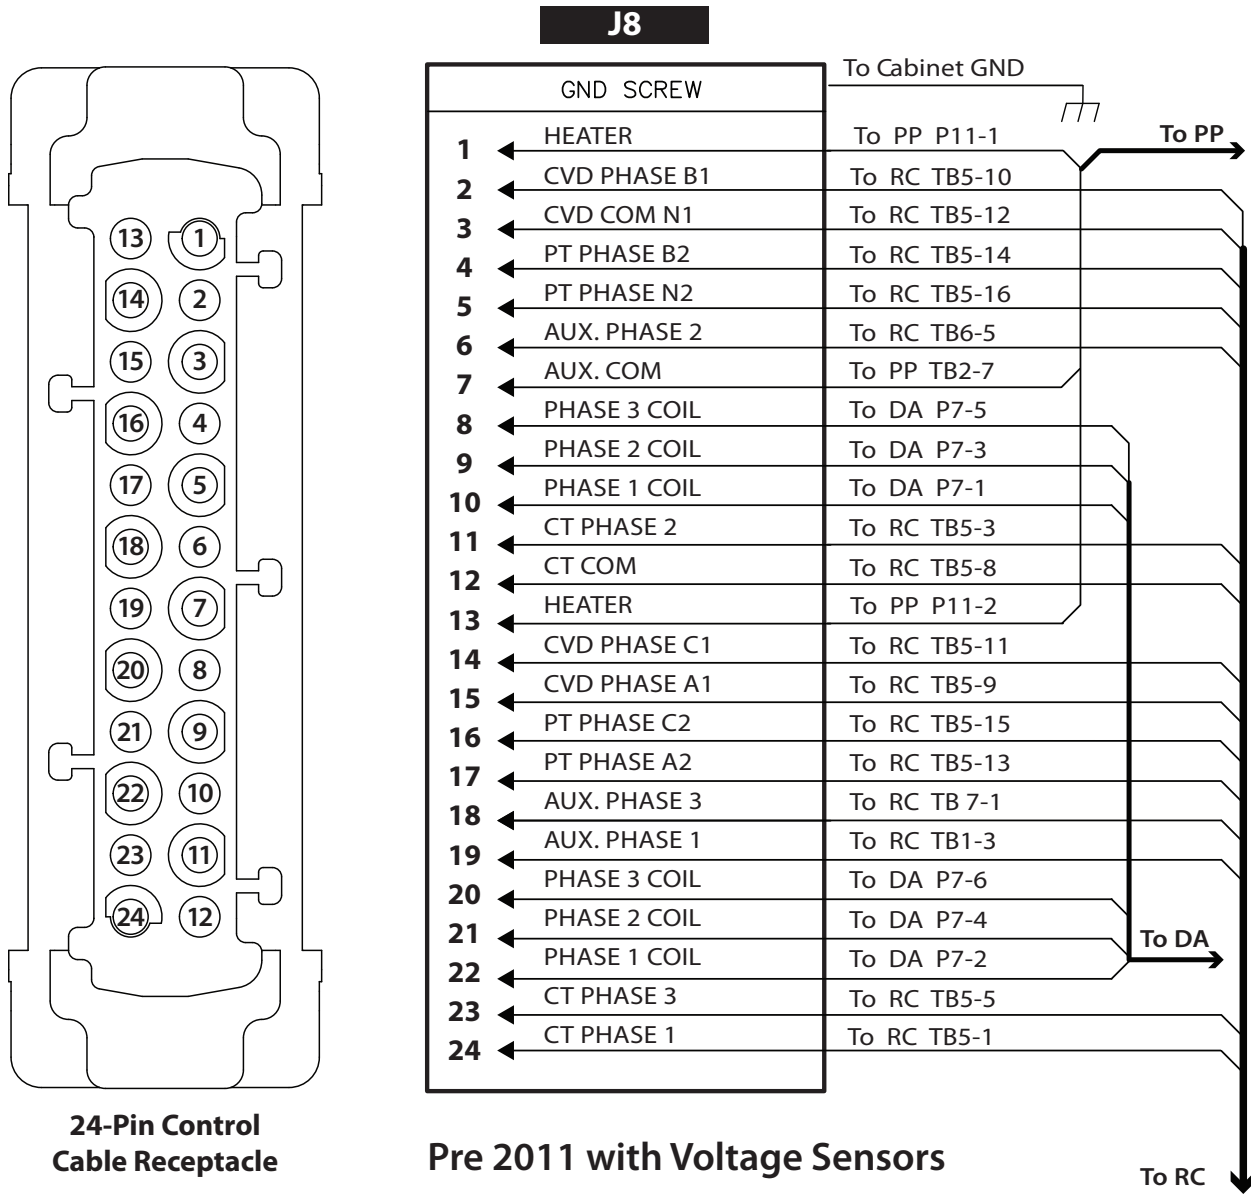 J8
GND SCREW
To Cabinet GND
1 HEATER To PP P11-1
To PP
2 CVD PHASE B1 To RC TB5-10
3 CVD COM N1 To RC TB5-12
4 PT PHASE B2 To RC TB5-14
5 PT PHASE N2 To RC TB5-16
6 AUX. PHASE 2 To RC TB6-5
7 AUX. COM To PP TB2-7
8 PHASE 3 COIL To DA P7-5
9 PHASE 2 COIL To DA P7-3
10 PHASE 1 COIL To DA P7-1
11 CT PHASE 2 To RC TB5-3
12 CT COM To RC TB5-8
13 HEATER To PP P11-2
14 CVD PHASE C1 To RC TB5-11
15 CVD PHASE A1 To RC TB5-9
16 PT PHASE C2 To RC TB5-15
17 PT PHASE A2 To RC TB5-13
18 AUX. PHASE 3 To RC TB 7-1
19 AUX. PHASE 1 To RC TB1-3
20 PHASE 3 COIL To DA P7-6
21 PHASE 2 COIL To DA P7-4
To DA
22 PHASE 1 COIL To DA P7-2
23 CT PHASE 3 To RC TB5-5
24 CT PHASE 1 To RC TB5-1
13 1
14 2
15 3
16 4
17 5
18 6
19 7
20 8
21 9
22 10
23 11
24 12
24-Pin Control
Cable Receptacle
Pre 2011 with Voltage Sensors
To RC